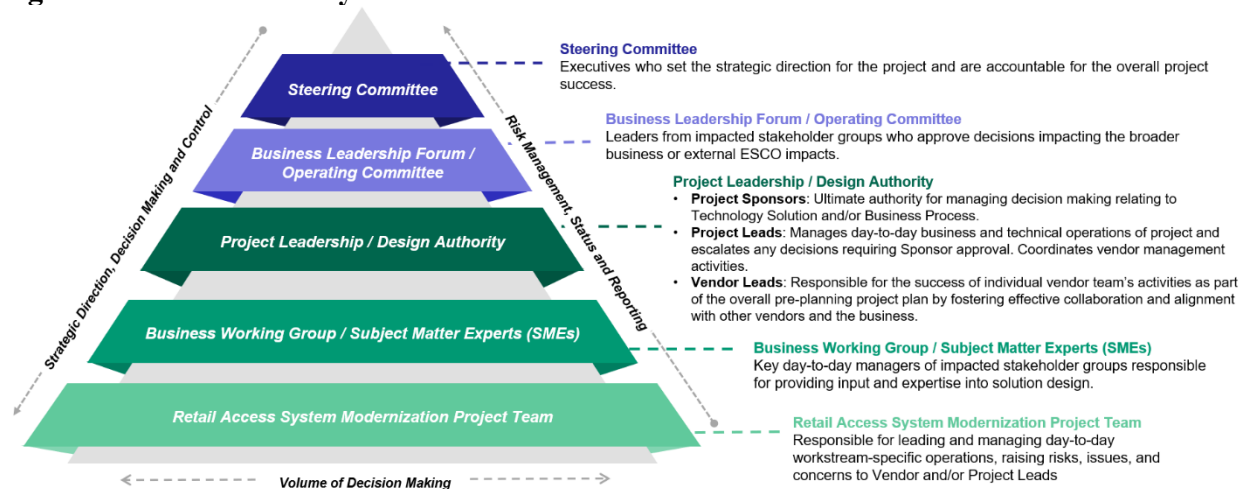 Steering Committee
Executives who set the strategic direction for the project and are accountable for the overall project
success.
Steering Committee
Business Leadership Forum / Operating Committee
Leaders from impacted stakeholder groups who approve decisions impacting the broader
business or external ESCO impacts.
Business Leadership Forum /
Operating Committee
Project Leadership / Design Authority
• Project Sponsors: Ultimate authority for managing decision making relating to
Technology Solution and/or Business Process.
• Project Leads: Manages day-to-day business and technical operations of project and
escalates any decisions requiring Sponsor approval. Coordinates vendor management
activities.
• Vendor Leads: Responsible for the success of individual vendor team's activities as part
of the overall pre-planning project plan by fostering effective collaboration and alignment
with other vendors and the business.
Project Leadership / Design Authority
Strategic Direction, Decision Making and Control
Risk Management, Status and Reporting
Business Working Group / Subject Matter Experts (SMEs)
Business Working Group / Subject Matter Experts (SMEs)
Key day-to-day managers of impacted stakeholder groups responsible
for providing input and expertise into solution design.
Retail Access System Modernization Project Team
Retail Access System Modernization Project Team
Responsible for leading and managing day-to-day
workstream-specific operations, raising risks, issues, and
concerns to Vendor and/or Project Leads
Volume of Decision Making